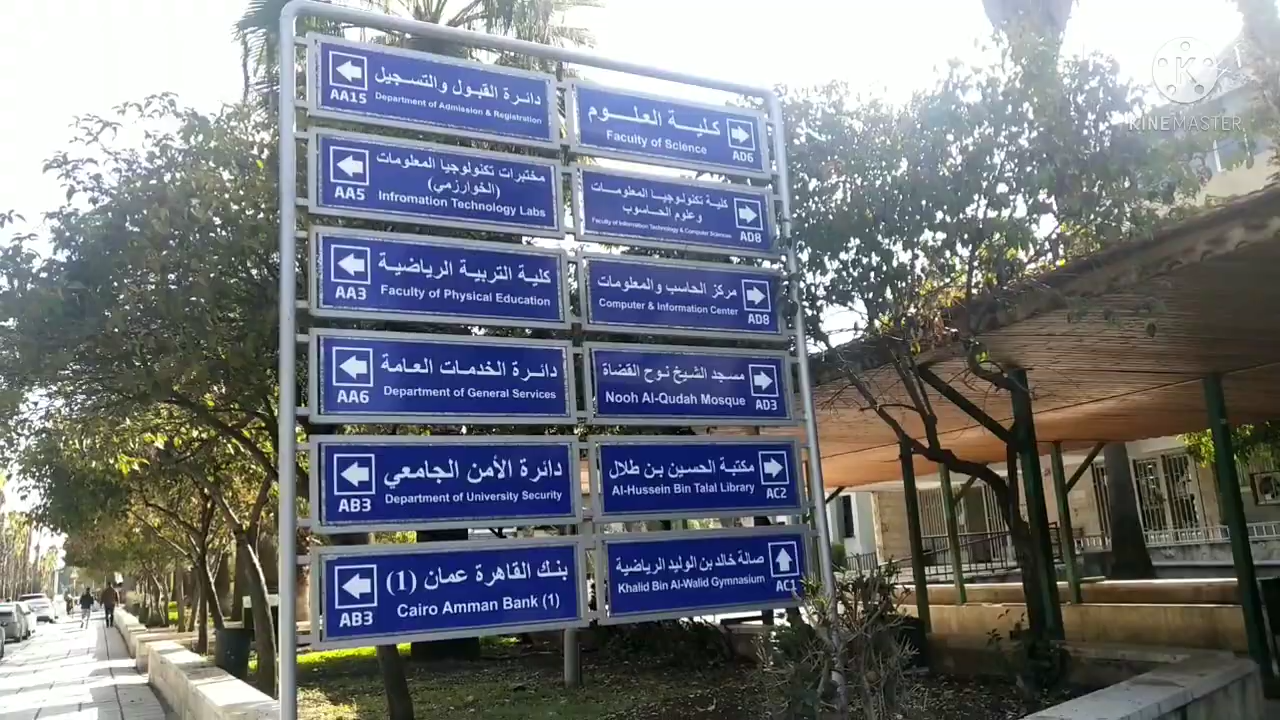 دائرة القبول والتسجيل
Department of Admission & Registration
AA15
كلية العلوم
Faculty of Science
AD6
مختبرات تكنولوجيا المعلومات
(الخوارزمي)
Infromation Technology Labs
AA5
كلية تكنولوجيا المعلومات
وعلوم الحاسوب
Faculty of Information Technology & Computer Sciences
AD8
كلية التربية الرياضية
Faculty of Physical Education
AA3
مركز الحاسب والمعلومات
Computer & Information Center
AD8
دائرة الخدمات العامة
Department of General Services
AA6
مسجد الشيخ نوح القضاة
Nooh Al-Qudah Mosque
AD3
دائرة الأمن الجامعي
Department of University Security
AB3
مكتبة الحسين بن طلال
Al-Hussein Bin Talal Library
AC2
بنك القاهرة عمان (1)
Cairo Amman Bank (1)
AB3
صالة خالد بن الوليد الرياضية
Khalid Bin Al-Walid Gymnasium
AC1
K
KINEMASTER